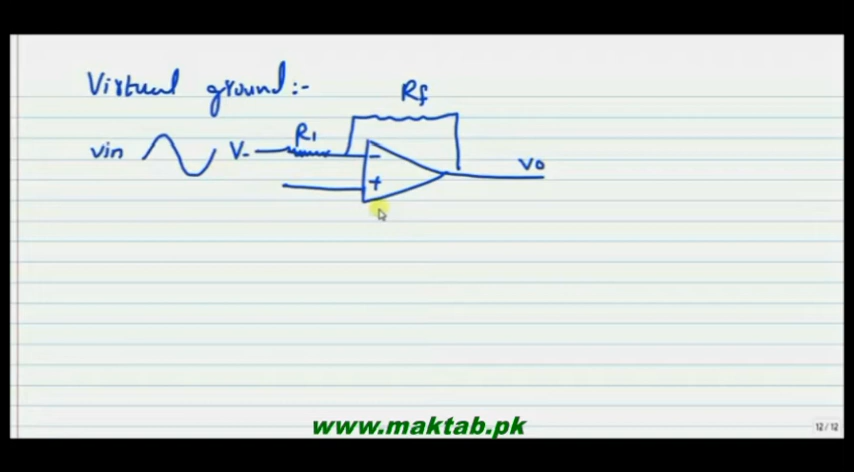 Virtual ground:-
Rf
R1
vin V-
-
+
vo
www.maktab.pk
12/12